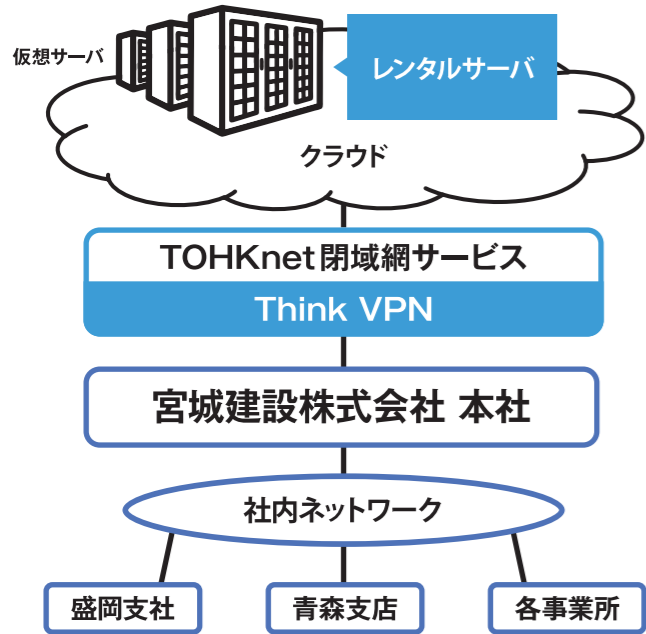 仮想サーバ
レンタルサーバ
クラウド
TOHKnet閉域網サービス
Think VPN
宮城建設株式会社 本社
社内ネットワーク
盛岡支社
青森支店
各事業所